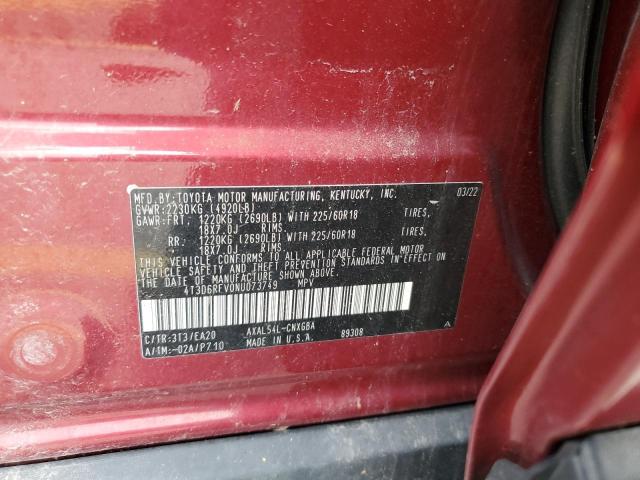 MFD.BY:TOYOTA MOTOR MANUFACTURING, KENTUCKY, INC. 03/22
GVWR:2230KG (4920LB)
GAWR:FRT. 1220KG (2690LB) WITH 225/60R18 TIRES,
18X7.0J RIMS
RR. 1220KG (2690LB) WITH 225/60R18 TIRES,
18X7.0J RIMS
THIS VEHICLE CONFORMS TO ALL APPLICABLE FEDERAL MOTOR
VEHICLE SAFETY AND BUMPER STANDARDS IN EFFECT ON
THE DATE OF MANUFACTURE SHOWN ABOVE.
4T3D6RFV0NU073749 MPV
C/TR:3T3/EA20 AXAL54L-CNXGBA
A/TM:-02A/P710 MADE IN U.S.A. 89308 A